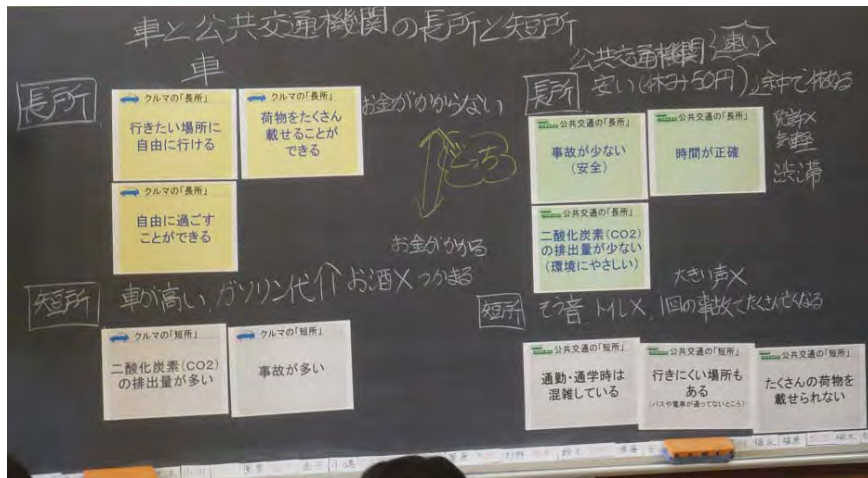 車と公共交通機関の長所と短所
車
長所
クルマの「長所」
行きたい場所に
自由に行ける
クルマの「長所」
荷物をたくさん
載せることが
できる
お金がかからない
クルマの「長所」
自由に過ごす
ことができる
どっち
お金がかかる
短所
車が高い、ガソリン代 お酒× つかまる
クルマの「短所」
二酸化炭素(CO2)
の排出量が多い
クルマの「短所」
事故が多い
公共交通機関
速い
長所
安い(休み50円)
公共交通の「長所」
事故が少ない
(安全)
公共交通の「長所」
時間が正確
気軽
渋滞
公共交通の「長所」
二酸化炭素(CO2)
の排出量が少ない
(環境にやさしい)
大きい声×
短所
そう音、トイレ×、1回の事故でたくさん亡くなる
公共交通の「短所」
通勤・通学時は
混雑している
公共交通の「短所」
行きにくい場所も
ある
(バスや電車が通ってないところ)
公共交通の「短所」
たくさんの荷物を
載せられない